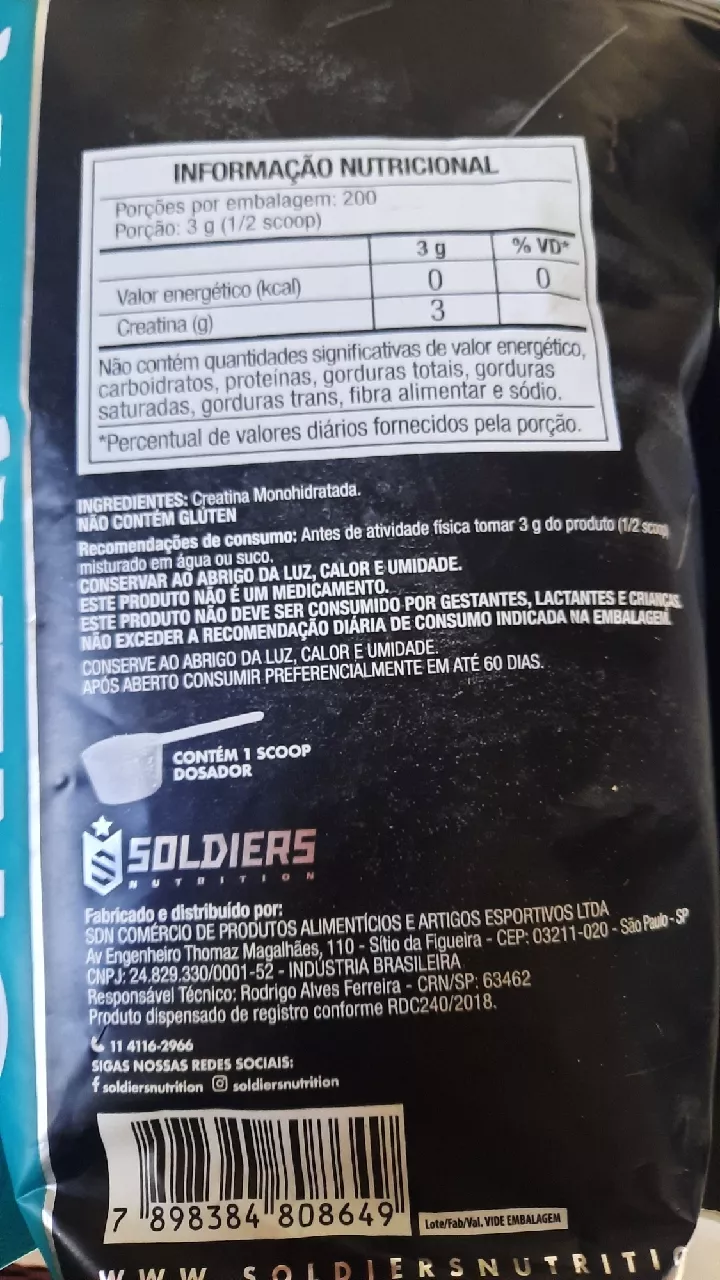 INFORMAÇÃO NUTRICIONAL
Porções por embalagem: 200
Porção: 3 g (1/2 scoop)
3 g % VD*
Valor energético (kcal) 0 0
Creatina (g) 3
Não contém quantidades significativas de valor energético,
carboidratos, proteínas, gorduras totais, gorduras
saturadas, gorduras trans, fibra alimentar e sódio.
*Percentual de valores diários fornecidos pela porção.
INGREDIENTES: Creatina Monohidratada.
NÃO CONTÉM GLÚTEN
Recomendações de consumo: Antes de atividade física tomar 3 g do produto (1/2 scoop)
misturado em água ou suco.
CONSERVAR AO ABRIGO DA LUZ, CALOR E UMIDADE.
ESTE PRODUTO NÃO É UM MEDICAMENTO.
ESTE PRODUTO NÃO DEVE SER CONSUMIDO POR GESTANTES, LACTANTES E CRIANÇAS.
NÃO EXCEDER A RECOMENDAÇÃO DIÁRIA DE CONSUMO INDICADA NA EMBALAGEM.
CONSERVE AO ABRIGO DA LUZ, CALOR E UMIDADE.
APÓS ABERTO CONSUMIR PREFERENCIALMENTE EM ATÉ 60 DIAS.
CONTÉM 1 SCOOP
DOSADOR
SOLDIERS
NUTRITION
Fabricado e distribuído por:
SDN COMÉRCIO DE PRODUTOS ALIMENTÍCIOS E ARTIGOS ESPORTIVOS LTDA
Av Engenheiro Thomaz Magalhães, 110 - Sítio da Figueira - CEP: 03211-020 - São Paulo - SP
CNPJ: 24.829.330/0001-52 - INDÚSTRIA BRASILEIRA
Responsável Técnico: Rodrigo Alves Ferreira - CRN/SP: 63462
Produto dispensado de registro conforme RDC240/2018.
11 4116-2966
SIGAS NOSSAS REDES SOCIAIS:
f soldiersnutrition soldiersnutrition
7 898384 808649
Lote/Fab/Val. VIDE EMBALAGEM
WWW SOLDIERSNUTRITI